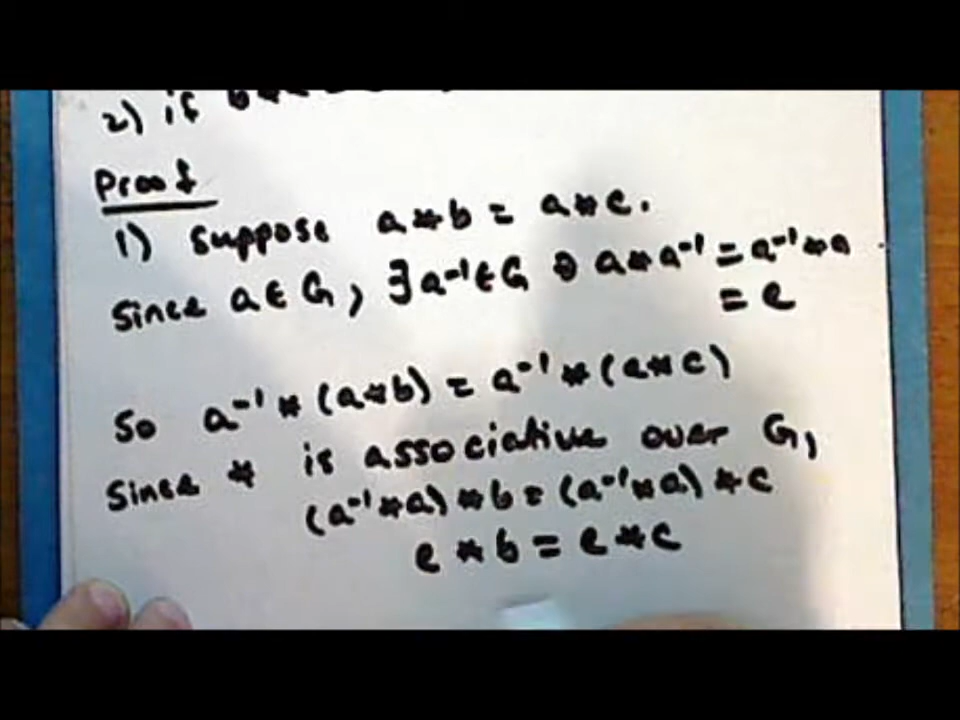 2) if
Proof
1) Suppose a*b = a*c.
Since a∈G, ∃a⁻¹∈G ∋ a*a⁻¹ = a⁻¹*a
= e
So a⁻¹*(a*b) = a⁻¹*(a*c)
Since * is associative over G,
(a⁻¹*a)*b = (a⁻¹*a)*c
e*b = e*c